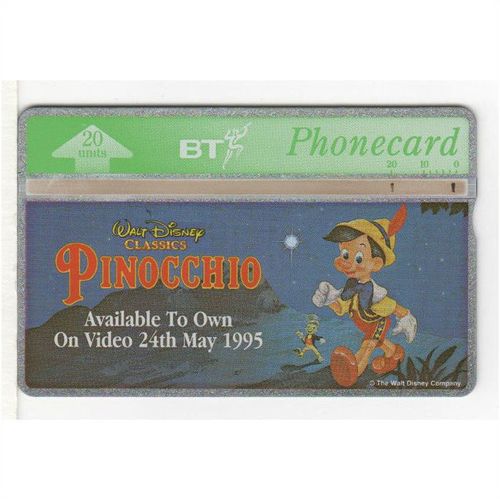 20 units
BT
Phonecard
20 10 0
WALT DISNEY
CLASSICS
PINOCCHIO
Available To Own
On Video 24th May 1995
© The Walt Disney Company